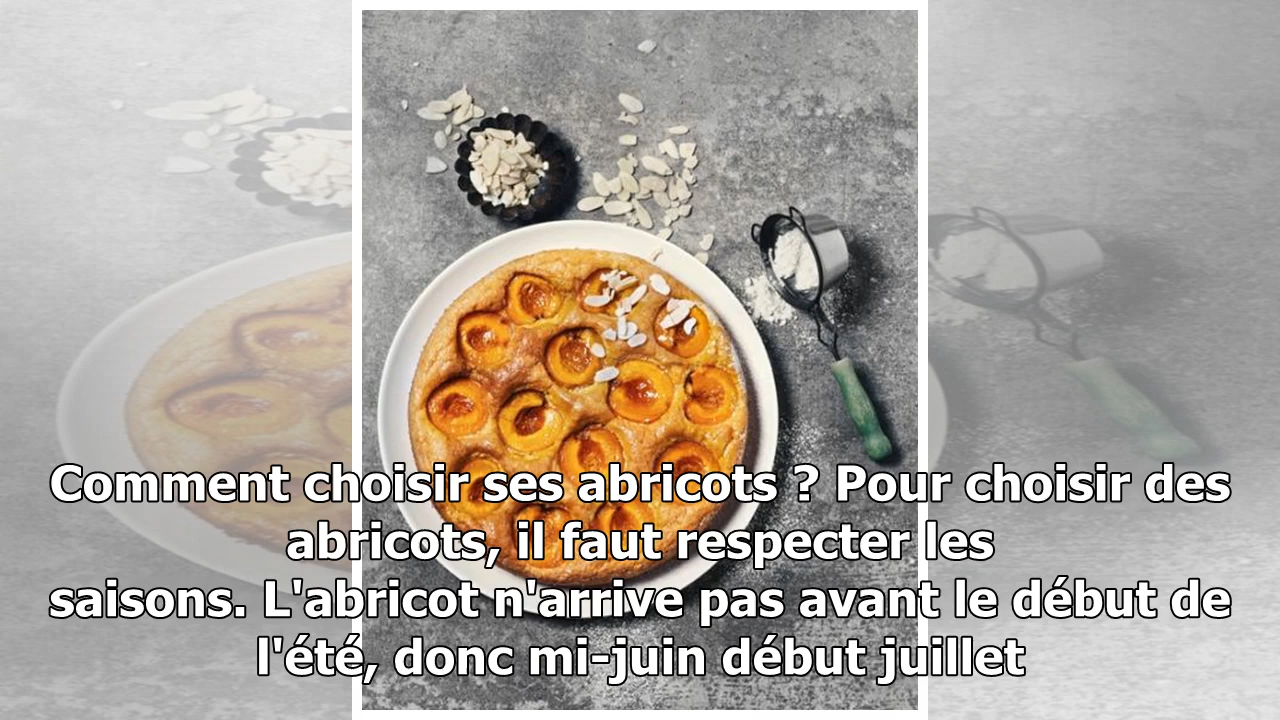 Comment choisir ses abricots ? Pour choisir des
abricots, il faut respecter les
saisons. L'abricot n'arrive pas avant le début de
l'été, donc mi-juin début juillet